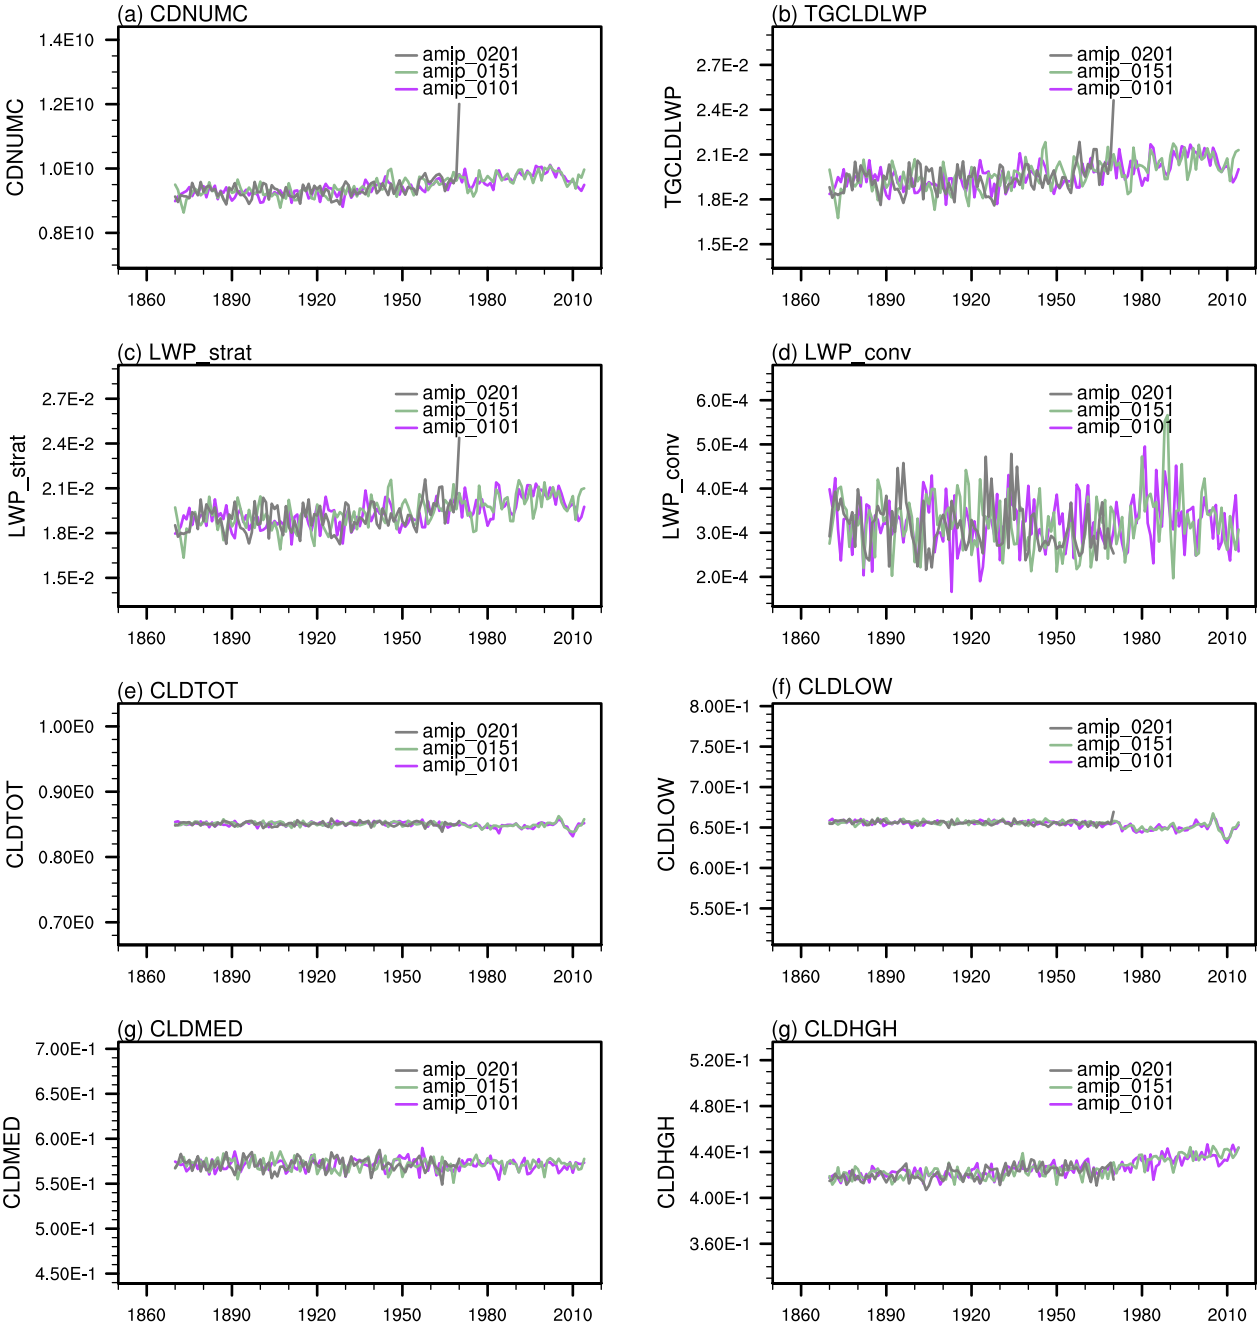 (a) CDNUMC
CDNUMC
1.4E10
1.2E10
1.0E10
0.8E10
amip_0201
amip_0151
amip_0101
1860 1890 1920 1950 1980 2010
(b) TGCLDLWP
TGCLDLWP
2.7E-2
2.4E-2
2.1E-2
1.8E-2
1.5E-2
amip_0201
amip_0151
amip_0101
1860 1890 1920 1950 1980 2010
(c) LWP_strat
LWP_strat
2.7E-2
2.4E-2
2.1E-2
1.8E-2
1.5E-2
amip_0201
amip_0151
amip_0101
1860 1890 1920 1950 1980 2010
(d) LWP_conv
LWP_conv
6.0E-4
5.0E-4
4.0E-4
3.0E-4
2.0E-4
amip_0201
amip_0151
amip_0101
1860 1890 1920 1950 1980 2010
(e) CLDTOT
CLDTOT
1.00E0
0.90E0
0.80E0
0.70E0
amip_0201
amip_0151
amip_0101
1860 1890 1920 1950 1980 2010
(f) CLDLOW
CLDLOW
8.00E-1
7.50E-1
7.00E-1
6.50E-1
6.00E-1
5.50E-1
amip_0201
amip_0151
amip_0101
1860 1890 1920 1950 1980 2010
(g) CLDMED
CLDMED
7.00E-1
6.50E-1
6.00E-1
5.50E-1
5.00E-1
4.50E-1
amip_0201
amip_0151
amip_0101
1860 1890 1920 1950 1980 2010
(g) CLDHGH
CLDHGH
5.20E-1
4.80E-1
4.40E-1
4.00E-1
3.60E-1
amip_0201
amip_0151
amip_0101
1860 1890 1920 1950 1980 2010